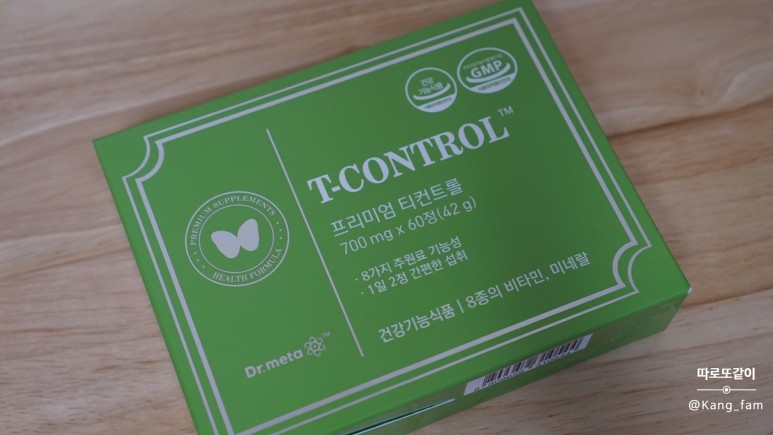 건강
기능식품
GMP
T-CONTROL™
프리미엄 티컨트롤
700 mg x 60정(42 g)
· 8가지 주원료 기능성
· 1일 2정 간편한 섭취
건강기능식품 | 8종의 비타민, 미네랄
PREMIUM SUPPLEMENTS
HEALTH FORMULA
Dr.meta™
따로또같이
@Kang_fam